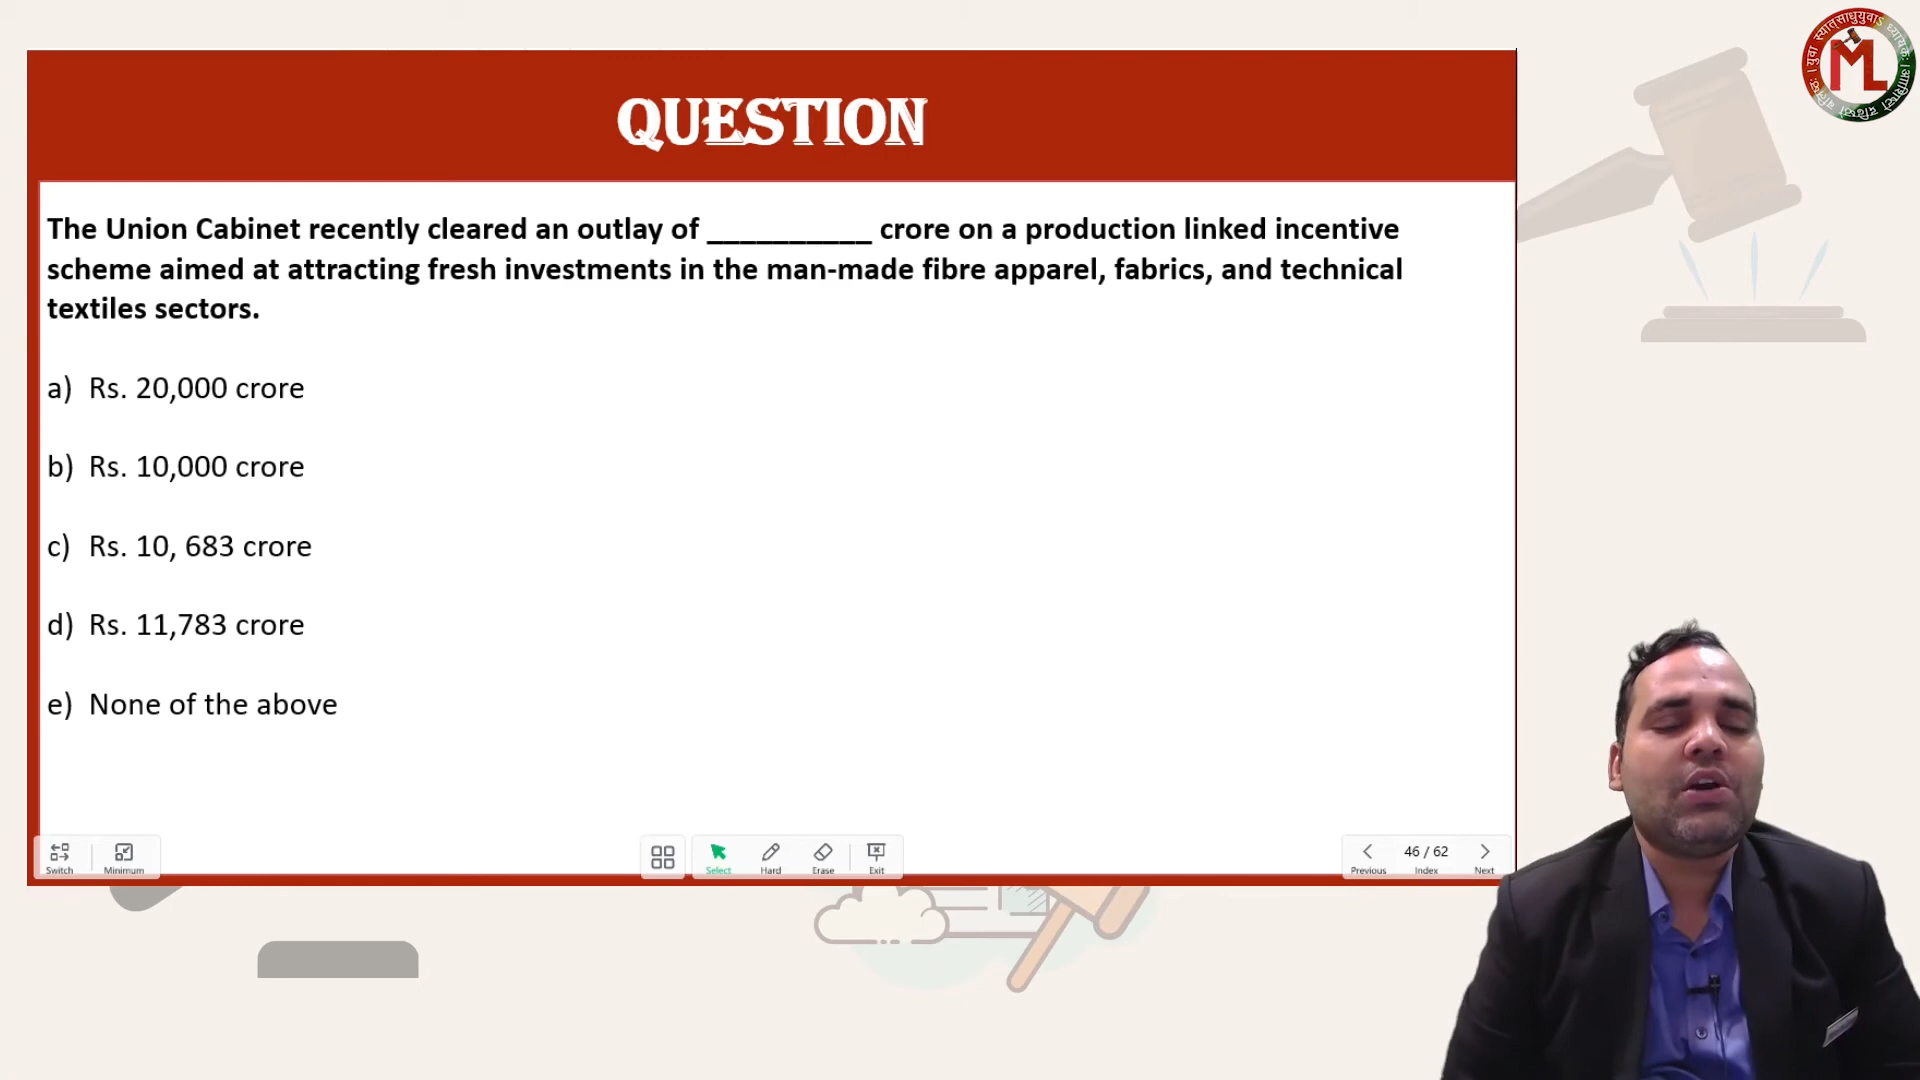 QUESTION
The Union Cabinet recently cleared an outlay of __________ crore on a production linked incentive
scheme aimed at attracting fresh investments in the man-made fibre apparel, fabrics, and technical
textiles sectors.
a) Rs. 20,000 crore
b) Rs. 10,000 crore
c) Rs. 10, 683 crore
d) Rs. 11,783 crore
e) None of the above
Switch
Minimum
Select
Hard
Erase
Exit
46 / 62
Previous
Index
Next
ML